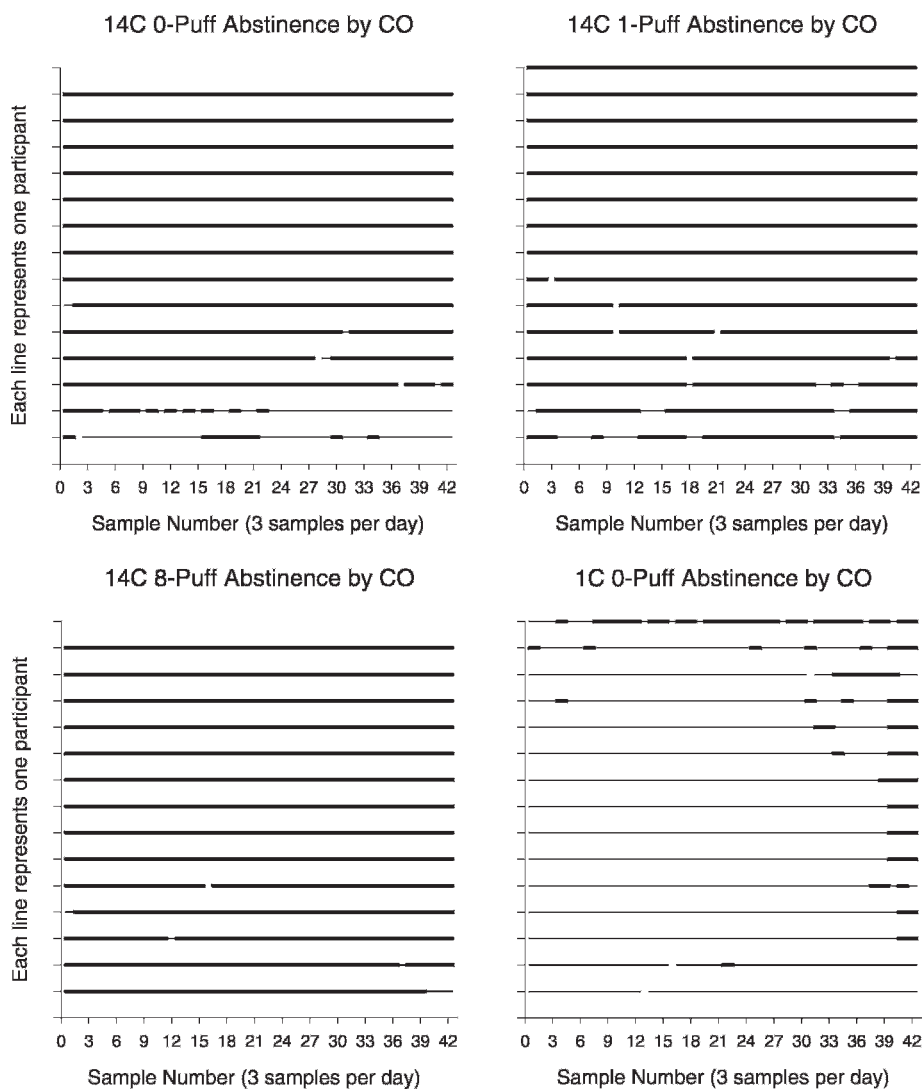 14C 0-Puff Abstinence by CO
14C 1-Puff Abstinence by CO
Each line represents one particpant
0 3 6 9 12 15 18 21 24 27 30 33 36 39 42
0 3 6 9 12 15 18 21 24 27 30 33 36 39 42
Sample Number (3 samples per day)
Sample Number (3 samples per day)
14C 8-Puff Abstinence by CO
1C 0-Puff Abstinence by CO
Each line represents one participant
0 3 6 9 12 15 18 21 24 27 30 33 36 39 42
0 3 6 9 12 15 18 21 24 27 30 33 36 39 42
Sample Number (3 samples per day)
Sample Number (3 samples per day)